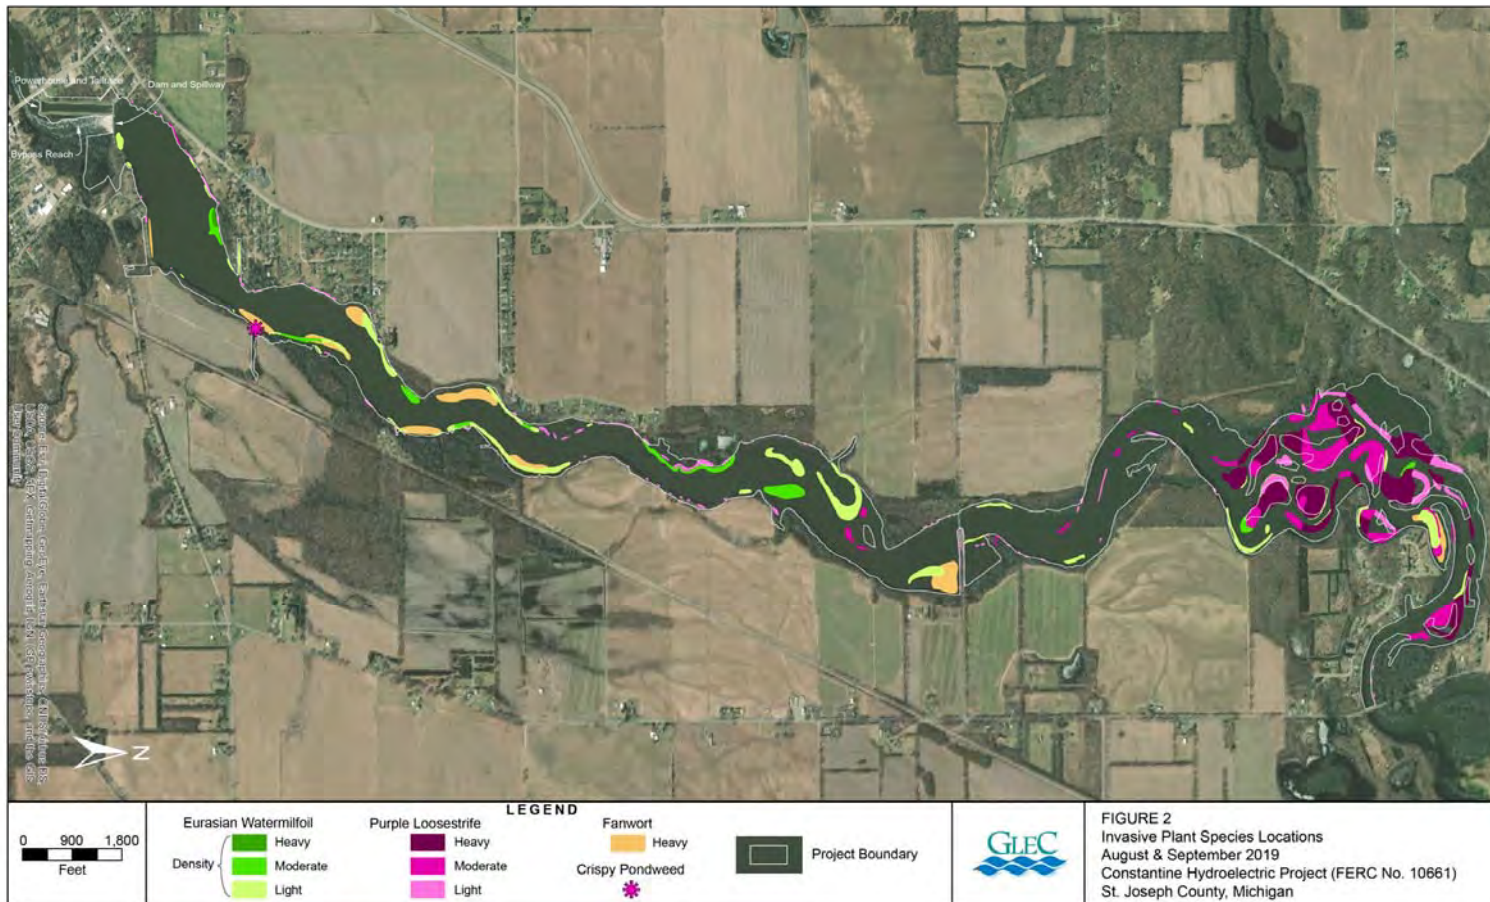 Powerhouse and Tailrace
Dam and Spillway
Bypass Reach
N
LEGEND
0 900 1,800
Feet
Eurasian Watermilfoil
Density
Heavy
Moderate
Light
Purple Loosestrife
Heavy
Moderate
Light
Fanwort
Heavy
Crispy Pondweed
Project Boundary
GLEC
FIGURE 2
Invasive Plant Species Locations
August & September 2019
Constantine Hydroelectric Project (FERC No. 10661)
St. Joseph County, Michigan